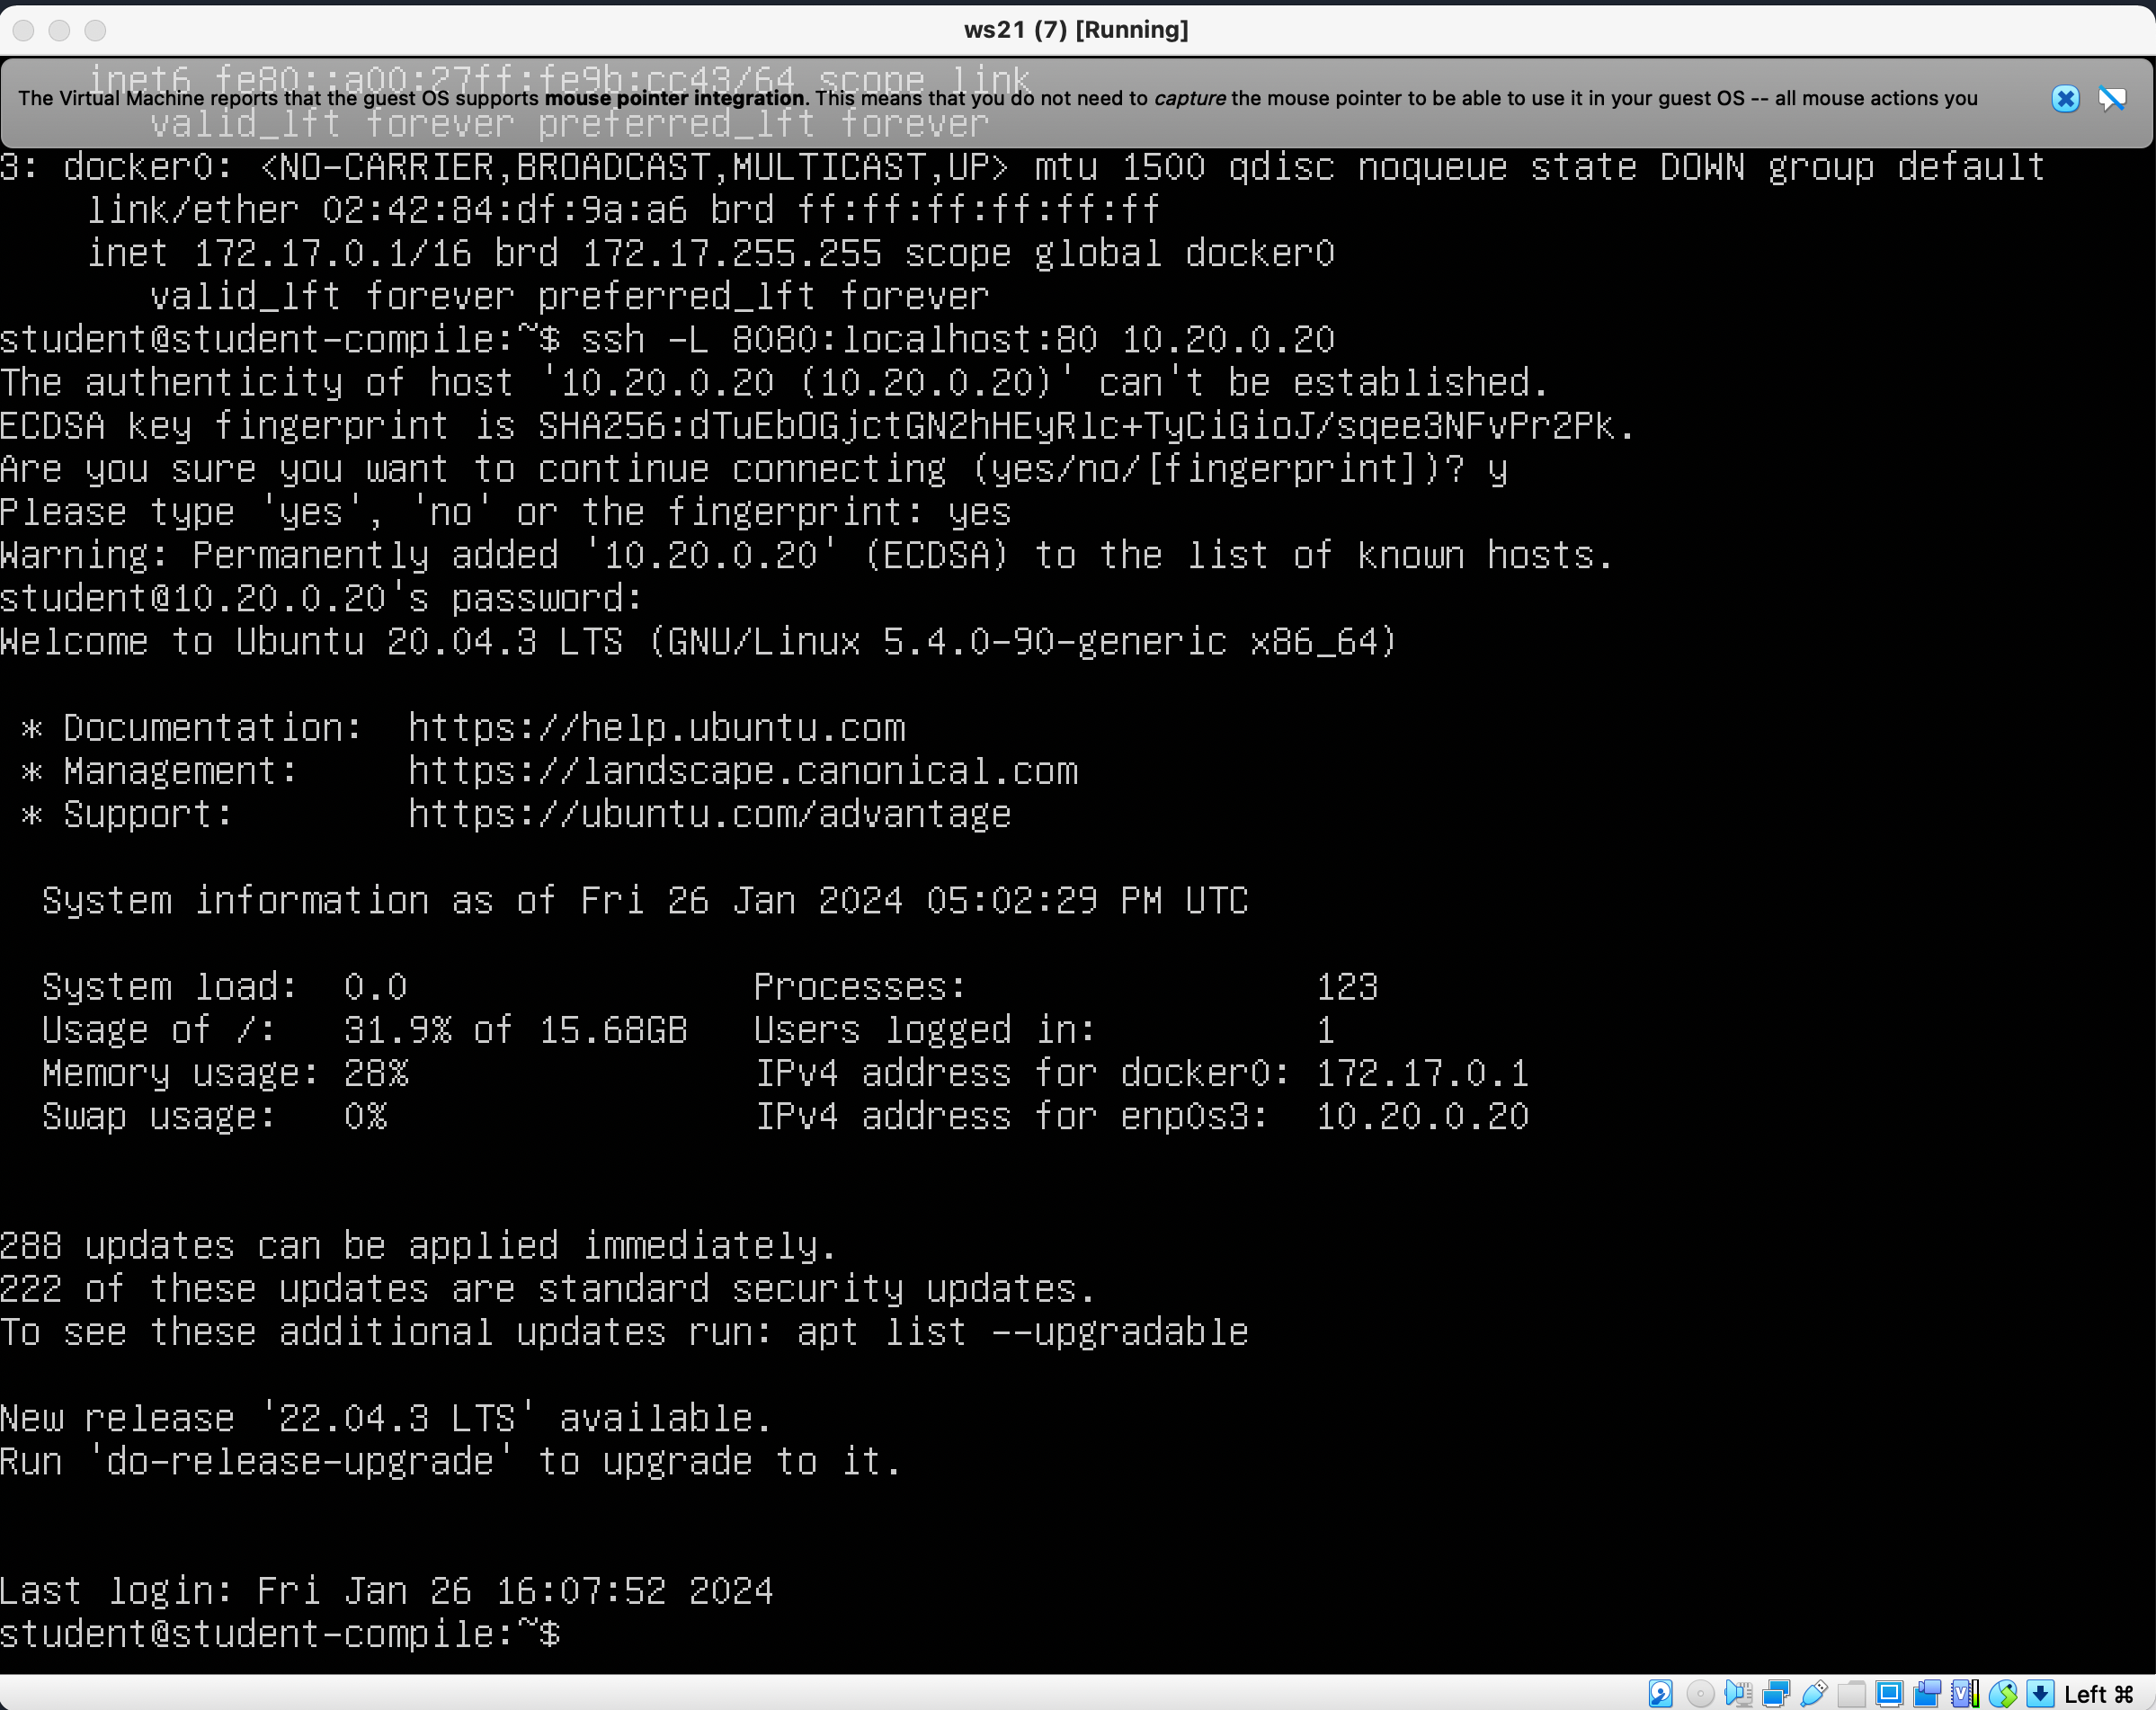 ws21 (7) [Running]
inet6 fe80::a00:27ff:fe9b:cc43/64 scope link
The Virtual Machine reports that the guest OS supports mouse pointer integration. This means that you do not need to capture the mouse pointer to be able to use it in your guest OS -- all mouse actions you
valid_lft forever preferred_lft forever
3: docker0: <NO-CARRIER,BROADCAST,MULTICAST,UP> mtu 1500 qdisc noqueue state DOWN group default
link/ether 02:42:84:df:9a:a6 brd ff:ff:ff:ff:ff:ff
inet 172.17.0.1/16 brd 172.17.255.255 scope global docker0
valid_lft forever preferred_lft forever
student@student-compile:~$ ssh -L 8080:localhost:80 10.20.0.20
The authenticity of host '10.20.0.20 (10.20.0.20)' can't be established.
ECDSA key fingerprint is SHA256:dTuEbOGjctGN2hHEyRlc+TyCiGioJ/sqee3NFvPr2Pk.
Are you sure you want to continue connecting (yes/no/[fingerprint])? y
Please type 'yes', 'no' or the fingerprint: yes
Warning: Permanently added '10.20.0.20' (ECDSA) to the list of known hosts.
student@10.20.0.20's password:
Welcome to Ubuntu 20.04.3 LTS (GNU/Linux 5.4.0-90-generic x86_64)
* Documentation: https://help.ubuntu.com
* Management: https://landscape.canonical.com
* Support: https://ubuntu.com/advantage
System information as of Fri 26 Jan 2024 05:02:29 PM UTC
System load: 0.0 Processes: 123
Usage of /: 31.9% of 15.68GB Users logged in: 1
Memory usage: 28% IPv4 address for docker0: 172.17.0.1
Swap usage: 0% IPv4 address for enp0s3: 10.20.0.20
288 updates can be applied immediately.
222 of these updates are standard security updates.
To see these additional updates run: apt list --upgradable
New release '22.04.3 LTS' available.
Run 'do-release-upgrade' to upgrade to it.
Last login: Fri Jan 26 16:07:52 2024
student@student-compile:~$
Left ⌘